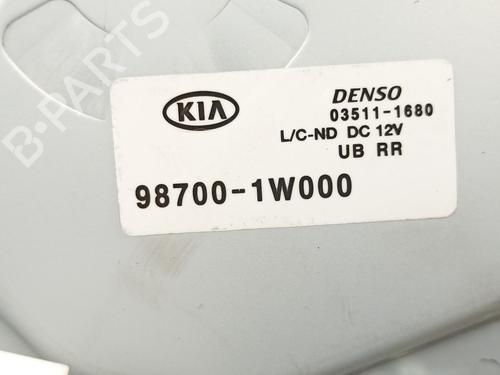 B-PARTS
KIA
DENSO
03511-1680
L/C-ND DC 12V
UB RR
98700-1W000